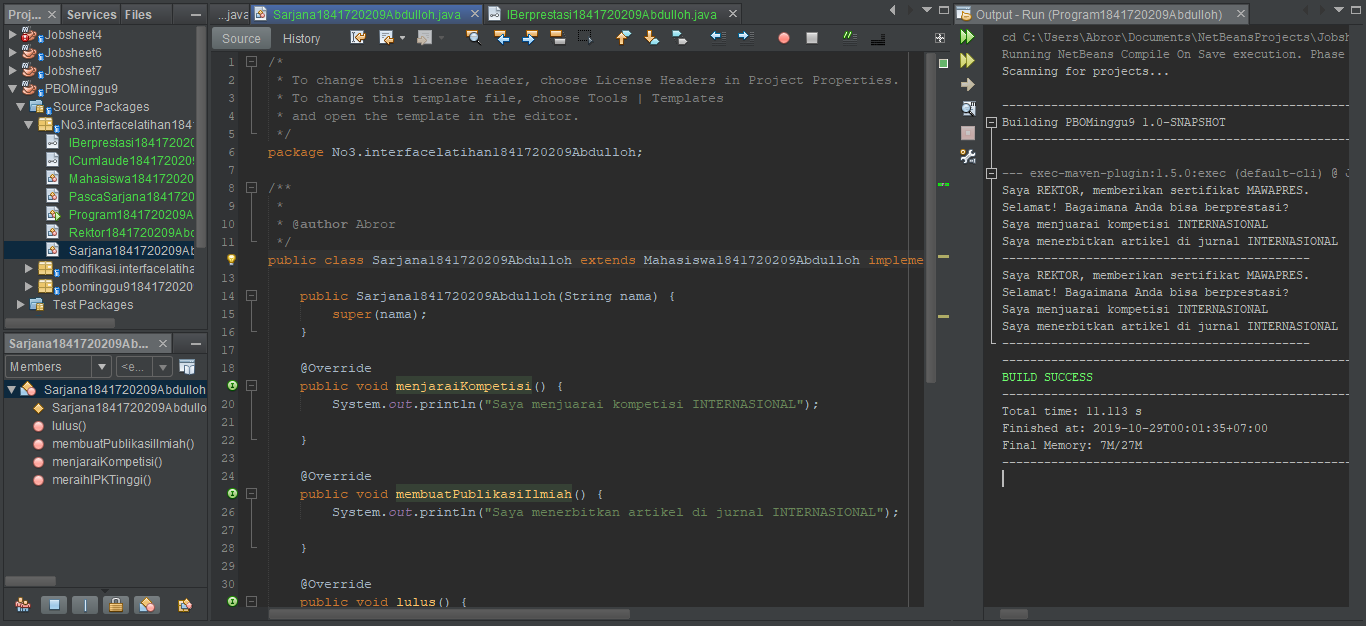 Proj...
Services
Files
Jobsheet4
Jobsheet6
Jobsheet7
PBOMinggu9
Source Packages
No3.interfacelatihan184
IBerprestasi184172020
ICumlaude1841720209
Mahasiswa1841720209
PascaSarjana184172020
Program1841720209A
Rektor1841720209Abdu
Sarjana1841720209Ab
modifikasi.interfacelatiha
pbominggu9184172020
Test Packages
Sarjana1841720209Ab...
Members
<e...
Sarjana1841720209Abdulloh
Sarjana1841720209Abdullo
lulus()
membuatPublikasiIlmiah()
menjaraiKompetisi()
meraihIPKTinggi()
...java
Sarjana1841720209Abdulloh.java
IBerprestasi1841720209Abdulloh.java
Source
History
1 /*
2 * To change this license header, choose License Headers in Project Properties.
3 * To change this template file, choose Tools | Templates
4 * and open the template in the editor.
5 */
6 package No3.interfacelatihan1841720209Abdulloh;
7
8 /**
9 *
10 * @author Abror
11 */
public class Sarjana1841720209Abdulloh extends Mahasiswa1841720209Abdulloh impleme
13
14 public Sarjana1841720209Abdulloh(String nama) {
15 super(nama);
16 }
17
18 @Override
public void menjaraiKompetisi() {
20 System.out.println("Saya menjuarai kompetisi INTERNASIONAL");
21
22 }
23
24 @Override
public void membuatPublikasiIlmiah() {
26 System.out.println("Saya menerbitkan artikel di jurnal INTERNASIONAL");
27
28 }
29
30 @Override
public void lulus() {
Output - Run (Program1841720209Abdulloh)
cd C:\Users\Abror\Documents\NetBeansProjects\Jobsh
Running NetBeans Compile On Save execution. Phase
Scanning for projects...
------------------------------------------------
Building PBOMinggu9 1.0-SNAPSHOT
------------------------------------------------
--- exec-maven-plugin:1.5.0:exec (default-cli) @ J
Saya REKTOR, memberikan sertifikat MAWAPRES.
Selamat! Bagaimana Anda bisa berprestasi?
Saya menjuarai kompetisi INTERNASIONAL
Saya menerbitkan artikel di jurnal INTERNASIONAL
--------------------------------------------
Saya REKTOR, memberikan sertifikat MAWAPRES.
Selamat! Bagaimana Anda bisa berprestasi?
Saya menjuarai kompetisi INTERNASIONAL
Saya menerbitkan artikel di jurnal INTERNASIONAL
--------------------------------------------
------------------------------------------------
BUILD SUCCESS
------------------------------------------------
Total time: 11.113 s
Finished at: 2019-10-29T00:01:35+07:00
Final Memory: 7M/27M
------------------------------------------------